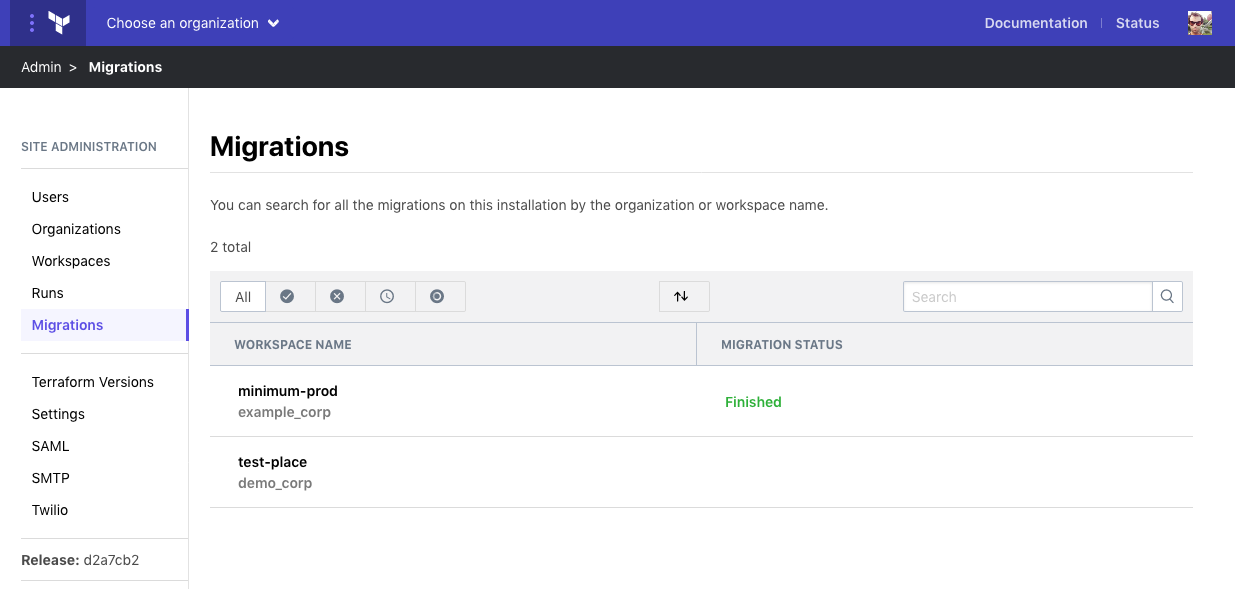 Choose an organization
Documentation
Status
Admin > Migrations
SITE ADMINISTRATION
Users
Organizations
Workspaces
Runs
Migrations
Terraform Versions
Settings
SAML
SMTP
Twilio
Release: d2a7cb2
Migrations
You can search for all the migrations on this installation by the organization or workspace name.
2 total
All
Search
WORKSPACE NAME
MIGRATION STATUS
minimum-prod
example_corp
Finished
test-place
demo_corp